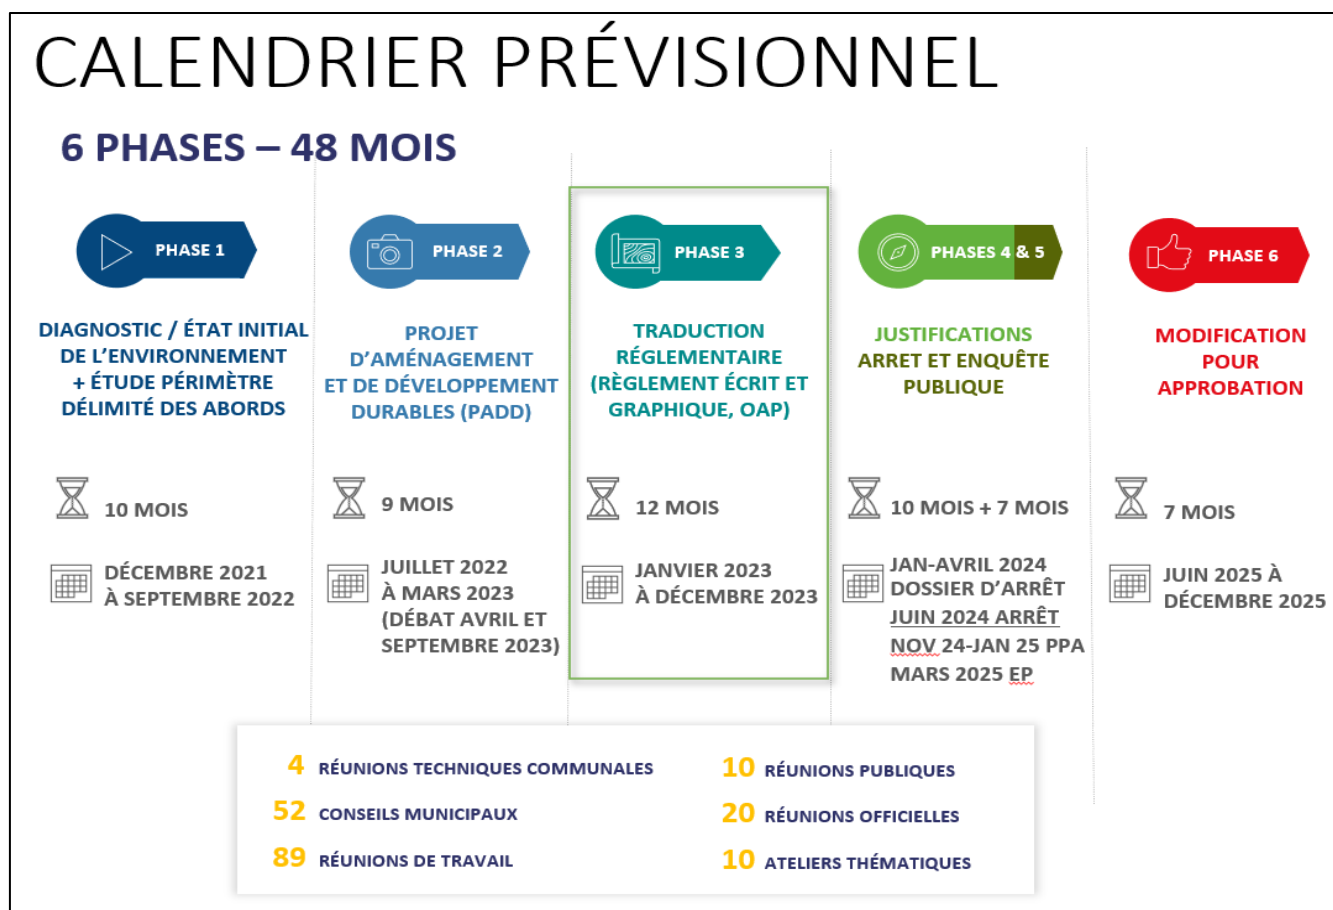 CALENDRIER PRÉVISIONNEL
6 PHASES – 48 MOIS
PHASE 1
DIAGNOSTIC / ÉTAT INITIAL
DE L’ENVIRONNEMENT
+ ÉTUDE PÉRIMÈTRE
DÉLIMITÉ DES ABORDS
10 MOIS
DÉCEMBRE 2021
À SEPTEMBRE 2022
PHASE 2
PROJET
D’AMÉNAGEMENT
ET DE DÉVELOPPEMENT
DURABLES (PADD)
9 MOIS
JUILLET 2022
À MARS 2023
(DÉBAT AVRIL ET
SEPTEMBRE 2023)
PHASE 3
TRADUCTION
RÉGLEMENTAIRE
(RÈGLEMENT ÉCRIT ET
GRAPHIQUE, OAP)
12 MOIS
JANVIER 2023
À DÉCEMBRE 2023
PHASES 4 & 5
JUSTIFICATIONS
ARRET ET ENQUÊTE
PUBLIQUE
10 MOIS + 7 MOIS
JAN-AVRIL 2024
DOSSIER D’ARRÊT
JUIN 2024 ARRÊT
NOV 24-JAN 25 PPA
MARS 2025 EP
PHASE 6
MODIFICATION
POUR
APPROBATION
7 MOIS
JUIN 2025 À
DÉCEMBRE 2025
4 RÉUNIONS TECHNIQUES COMMUNALES
52 CONSEILS MUNICIPAUX
89 RÉUNIONS DE TRAVAIL
10 RÉUNIONS PUBLIQUES
20 RÉUNIONS OFFICIELLES
10 ATELIERS THÉMATIQUES